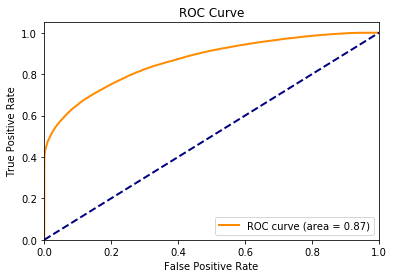 ROC Curve
1.0
0.8
0.6
0.4
0.2
0.0
True Positive Rate
ROC curve (area = 0.87)
0.0 0.2 0.4 0.6 0.8 1.0
False Positive Rate